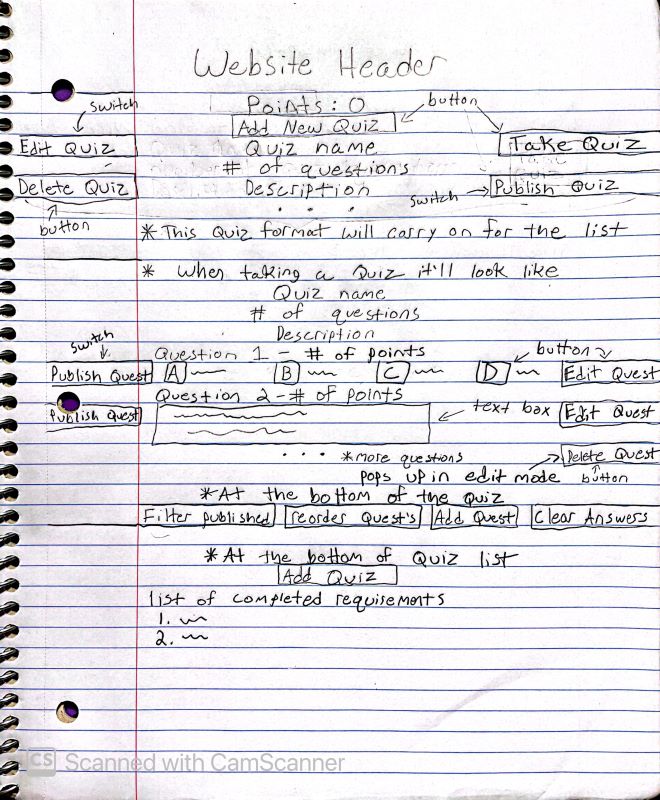 Website Header
switch
Points: 0
button
Add New Quiz
Edit Quiz
Quiz name
Take Quiz
# of questions
Delete Quiz
Description
switch
Publish Quiz
. . .
button
* This Quiz format will carry on for the list
* When taking a Quiz it'll look like
Quiz name
# of questions
Description
switch
Question 1 - # of points
button
Publish Quest
A
B
C
D
Edit Quest
Question 2 - # of points
Publish Quest
text box
Edit Quest
. . . * more questions
Delete Quest
pops up in edit mode
button
* At the bottom of the Quiz
Filter published
reorder Quest's
Add Quest
Clear Answers
* At the bottom of Quiz list
Add Quiz
list of completed requisements
1.
2.
CS Scanned with CamScanner